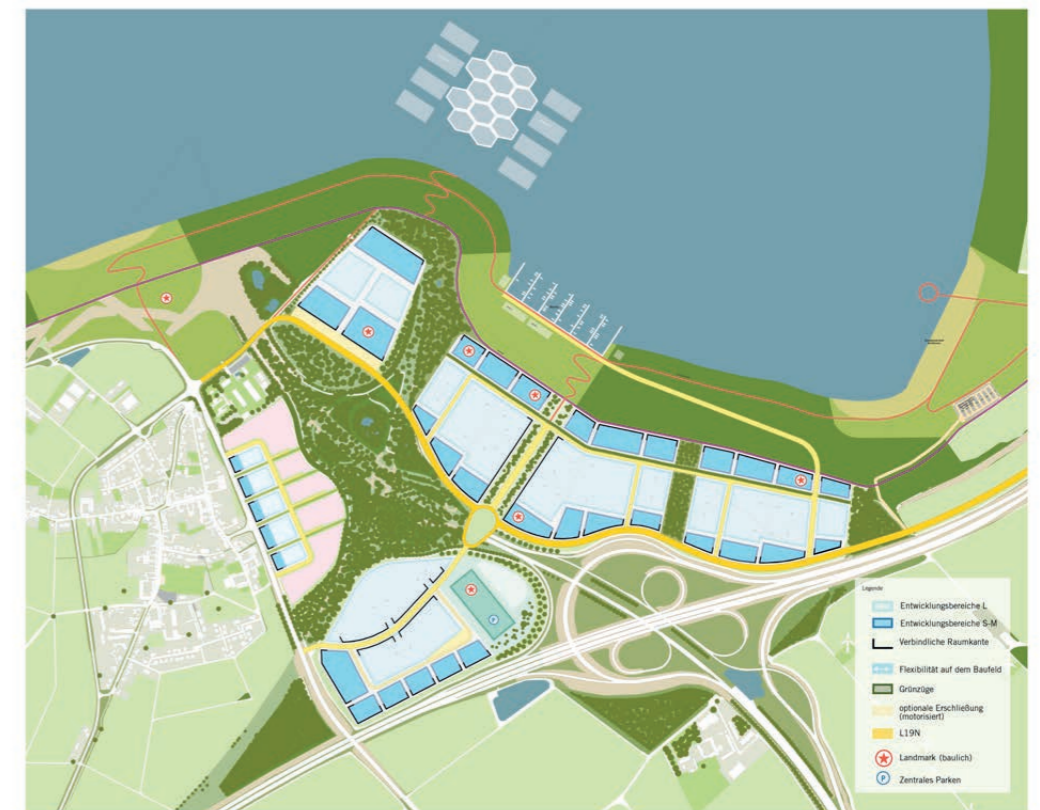 P
Legende
Entwicklungsbereiche L
Entwicklungsbereiche S-M
Verbindliche Raumkante
Flexibilität auf dem Baufeld
Grünzüge
optionale Erschließung
(motorisiert)
L19N
Landmark (baulich)
P
Zentrales Parken